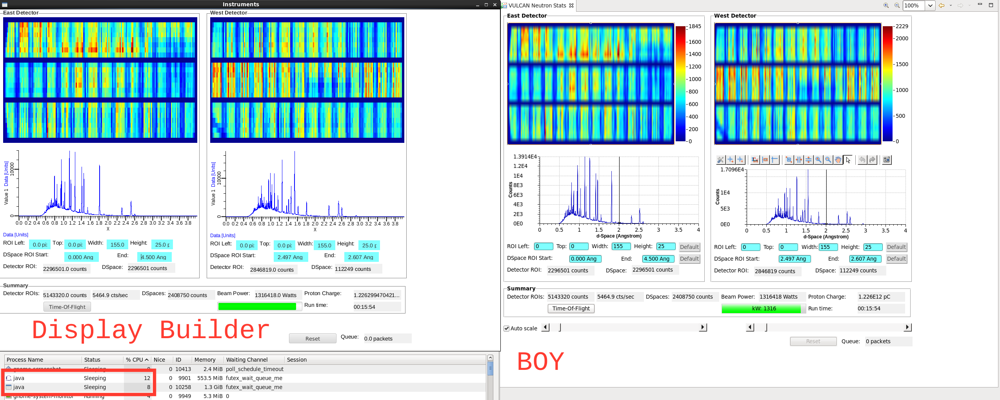 Instruments
East Detector
West Detector
Value 1 Data [Units]
10000
0
0.0 0.2 0.4 0.6 0.8 1.0 1.2 1.4 1.6 1.8 2.0 2.2 2.4 2.6 2.8 3.0 3.2 3.4 3.6 3.8
X
Data [Units]
ROI Left: 0.0 pi: Top: 0.0 pi: Width: 155.0 Height: 25.0 p
DSpace ROI Start: 0.000 Ang End: 4.500 Ang
Detector ROI: 2296501.0 counts DSpace: 2296501 counts
Value 1 Data [Units]
10000
0
0.0 0.2 0.4 0.6 0.8 1.0 1.2 1.4 1.6 1.8 2.0 2.2 2.4 2.6 2.8 3.0 3.2 3.4 3.6 3.8
X
Data [Units]
ROI Left: 0.0 pi: Top: 0.0 pi: Width: 155.0 Height: 25.0 p
DSpace ROI Start: 2.497 Ang End: 2.607 Ang
Detector ROI: 2846819.0 counts DSpace: 112249 counts
Summary
Detector ROIs: 5143320.0 counts 5464.9 cts/sec DSpaces: 2408750 counts Beam Power: 1316418.0 Watts Proton Charge: 1.226299470421...
Time-Of-Flight Run time: 00:15:54
Display Builder
Reset Queue: 0.0 packets
Process Name Status % CPU Nice ID Memory Waiting Channel Session
gnome-screenshot Sleeping 0 0 10413 2.4 MiB poll_schedule_timeout
java Sleeping 12 0 9901 553.5 MiB futex_wait_queue_me
java Sleeping 8 0 10258 1.3 GiB futex_wait_queue_me
gnome-system-monitor Running 4 0 9949 5.3 MiB 0
VULCAN Neutron Stats 100%
East Detector
1845
1600
1400
1200
1000
800
600
400
200
0
1.3914E4
1.2E4
1E4
8E3
6E3
4E3
2E3
0E0
Counts
0 0.5 1 1.5 2 2.5 3 3.5 4
d-Space (Angstrom)
ROI Left: 0 Top: 0 Width: 155 Height: 25 Default
DSpace ROI Start: 0.000 Ang End: 4.500 Ang Default
Detector ROI: 2296501 counts DSpace: 2296501 counts
West Detector
2229
2000
1500
1000
500
0
1.7096E4
1E4
5E3
0E0
Counts
0 0.5 1 1.5 2 2.5 3 3.5 4
d-Space (Angstrom)
ROI Left: 0 Top: 0 Width: 155 Height: 25 Default
DSpace ROI Start: 2.497 Ang End: 2.607 Ang Default
Detector ROI: 2846819 counts DSpace: 112249 counts
Summary
Detector ROIs: 5143320 counts 5464.9 cts/sec DSpaces: 2408750 counts Beam Power: 1316418 Watts Proton Charge: 1.226E12 pC
Time-Of-Flight kW: 1316 Run time: 00:15:54
Auto scale
Reset Queue: 0 packets
BOY